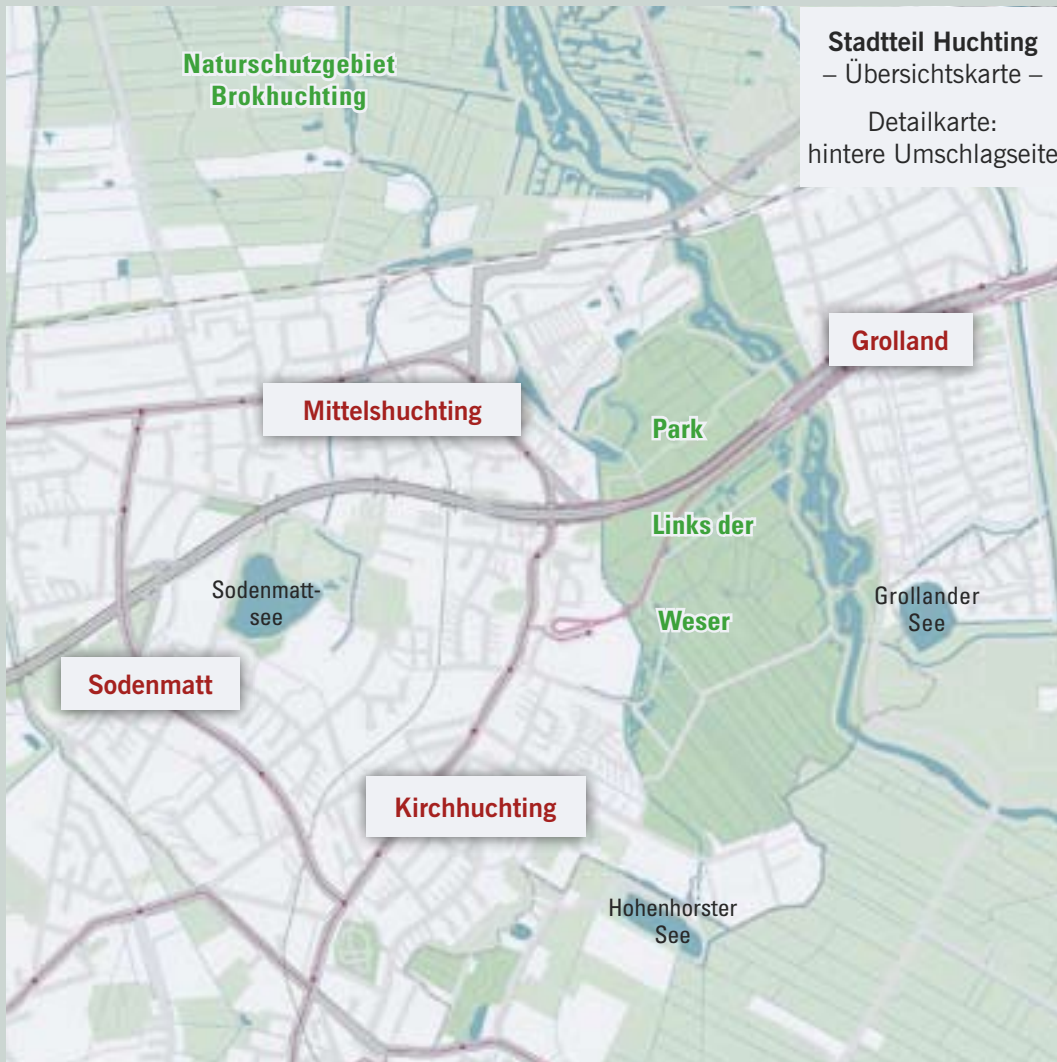 Stadtteil Huchting
– Übersichtskarte –
Detailkarte:
hintere Umschlagseite
Naturschutzgebiet
Brokhuchting
Grolland
Mittelshuchting
Park
Links der
Weser
Sodenmatt-
see
Grollander
See
Sodenmatt
Kirchhuchting
Hohenhorster
See